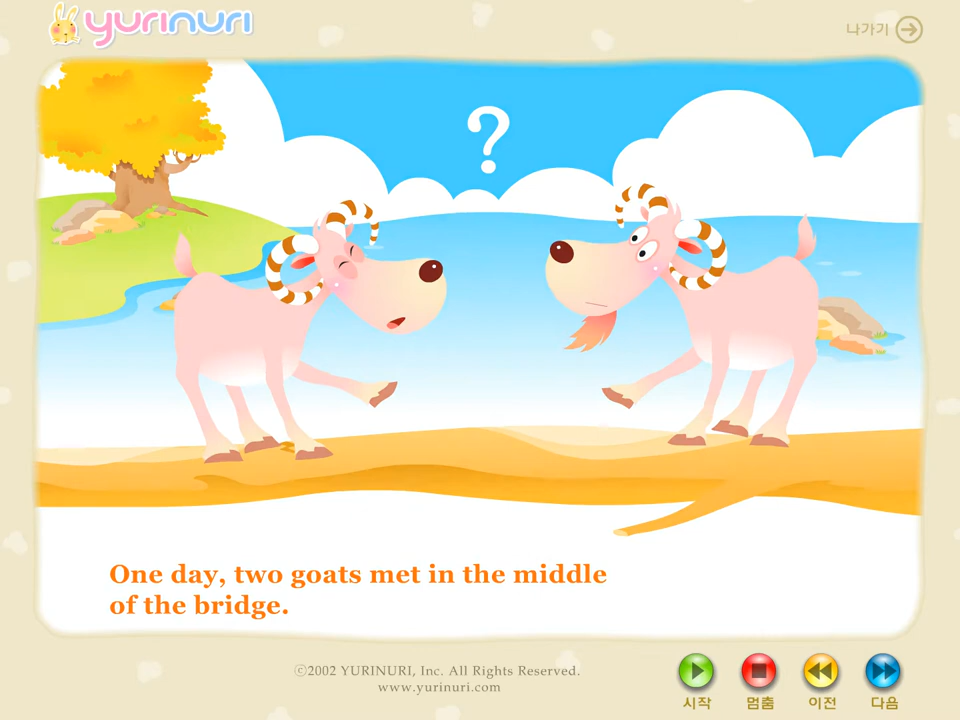 yurinuri
나가기
?
One day, two goats met in the middle
of the bridge.
ⓒ2002 YURINURI, Inc. All Rights Reserved.
www.yurinuri.com
시작 멈춤 이전 다음